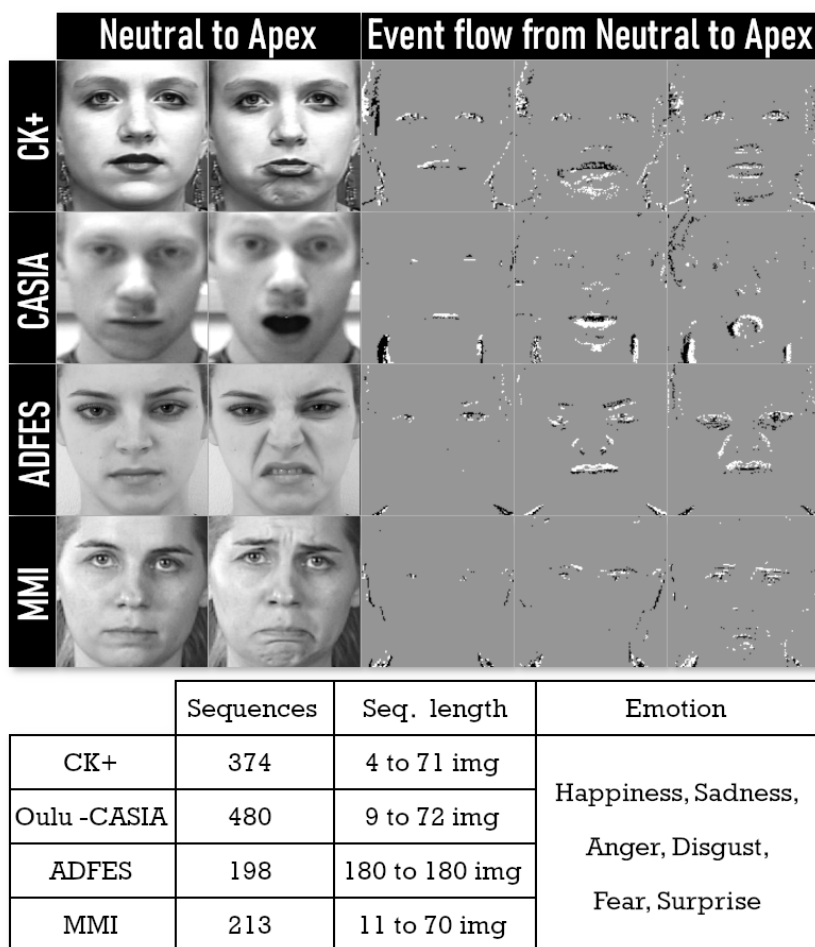 Neutral to Apex
Event flow from Neutral to Apex
CK+
CASIA
ADFES
MMI
Sequences
Seq. length
Emotion
CK+
374
4 to 71 img
Happiness, Sadness,
Anger, Disgust,
Fear, Surprise
Oulu -CASIA
480
9 to 72 img
ADFES
198
180 to 180 img
MMI
213
11 to 70 img